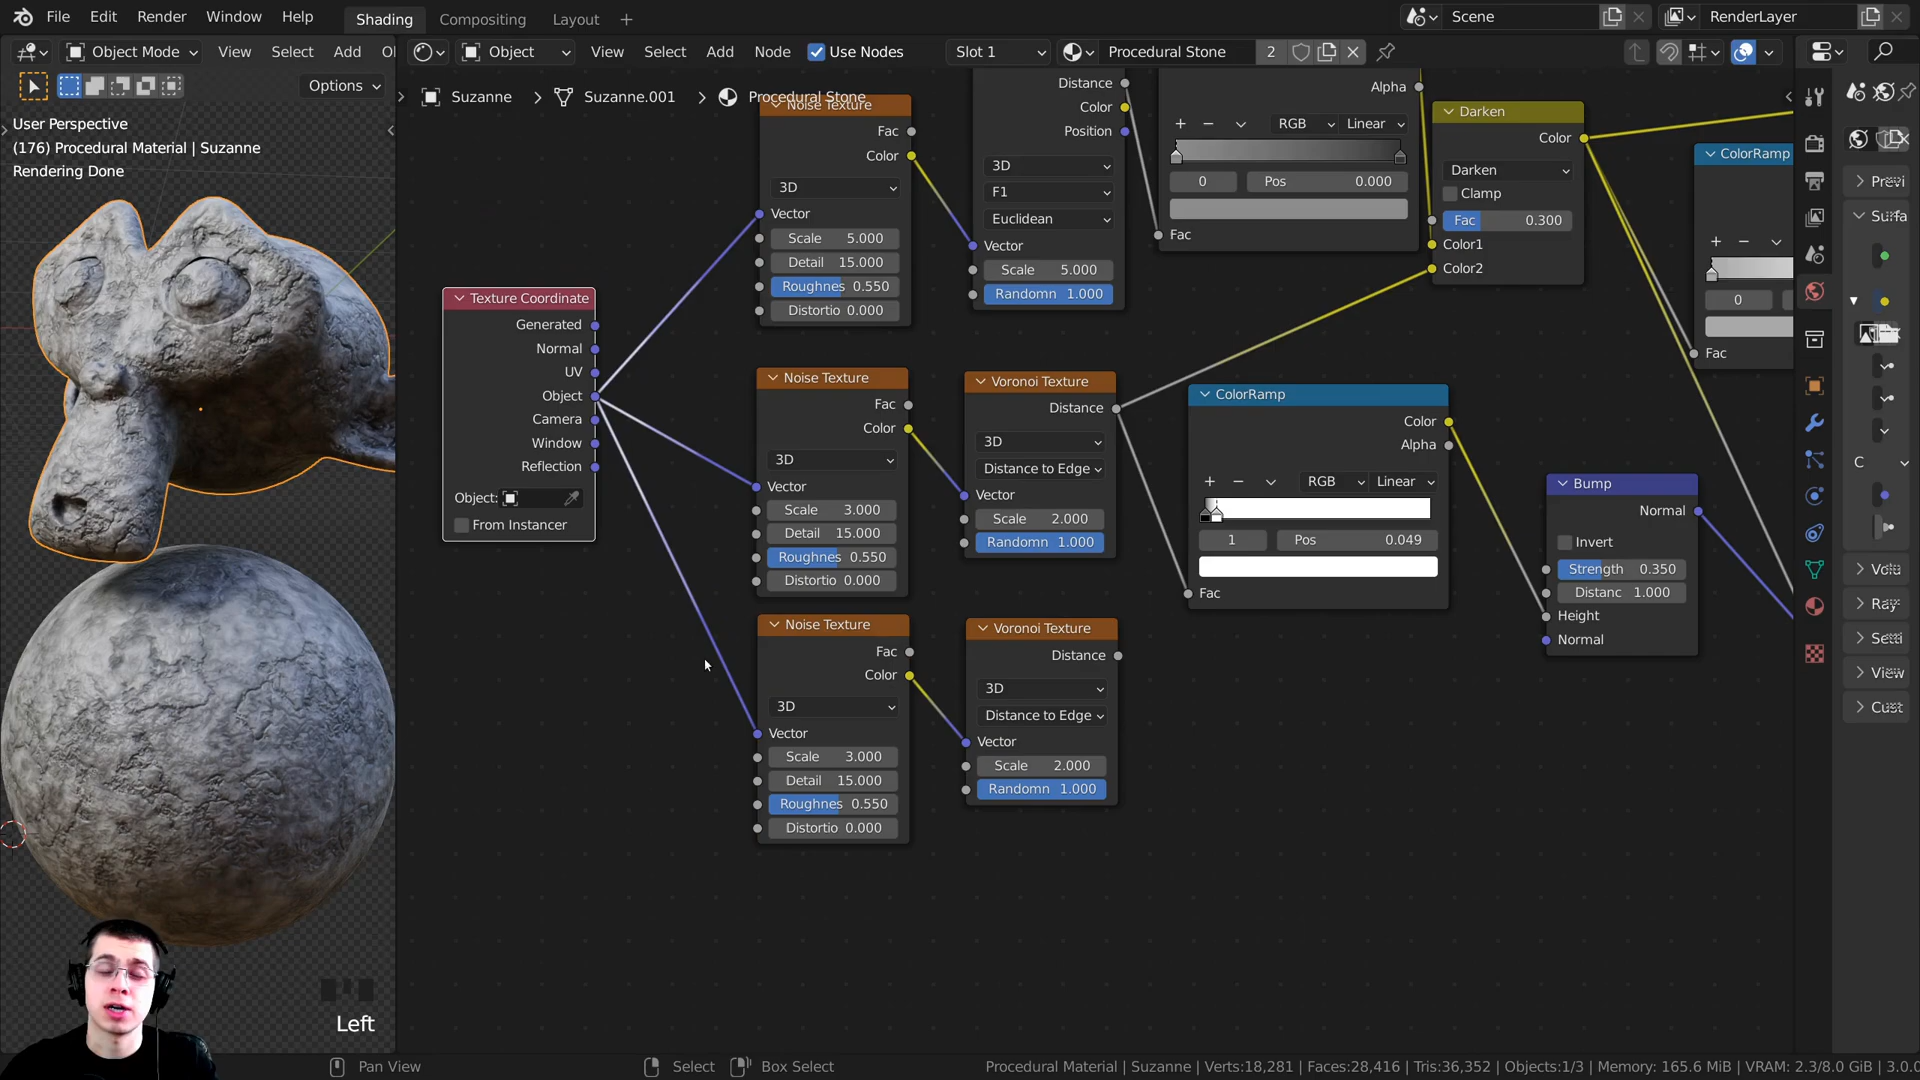 File Edit Render Window Help Shading Compositing Layout + Scene RenderLayer
Object Mode View Select Add Object View Select Add Node Use Nodes Slot 1 Procedural Stone 2
Options
Suzanne > Suzanne.001 > Procedural Stone
User Perspective
(176) Procedural Material | Suzanne
Rendering Done
Noise Texture
Fac
Color
3D
Vector
Scale 5.000
Detail 15.000
Roughnes 0.550
Distortio 0.000
Distance
Color
Position
3D
F1
Euclidean
Vector
Scale 5.000
Randomn 1.000
Alpha
+ − RGB Linear
0 Pos 0.000
Fac
Darken
Color
Darken
Clamp
Fac 0.300
Color1
Color2
ColorRamp
+ −
0
Fac
Texture Coordinate
Generated
Normal
UV
Object
Camera
Window
Reflection
Object:
From Instancer
Noise Texture
Fac
Color
3D
Vector
Scale 3.000
Detail 15.000
Roughnes 0.550
Distortio 0.000
Voronoi Texture
Distance
3D
Distance to Edge
Vector
Scale 2.000
Randomn 1.000
ColorRamp
Color
Alpha
+ − RGB Linear
1 Pos 0.049
Fac
Bump
Normal
Invert
Strength 0.350
Distanc 1.000
Height
Normal
Noise Texture
Fac
Color
3D
Vector
Scale 3.000
Detail 15.000
Roughnes 0.550
Distortio 0.000
Voronoi Texture
Distance
3D
Distance to Edge
Vector
Scale 2.000
Randomn 1.000
Previ
Surfa
C
Volu
Ray
Setti
View
Cust
Left
Pan View Select Box Select Procedural Material | Suzanne | Verts:18,281 | Faces:28,416 | Tris:36,352 | Objects:1/3 | Memory: 165.6 MiB | VRAM: 2.3/8.0 GiB | 3.0.0